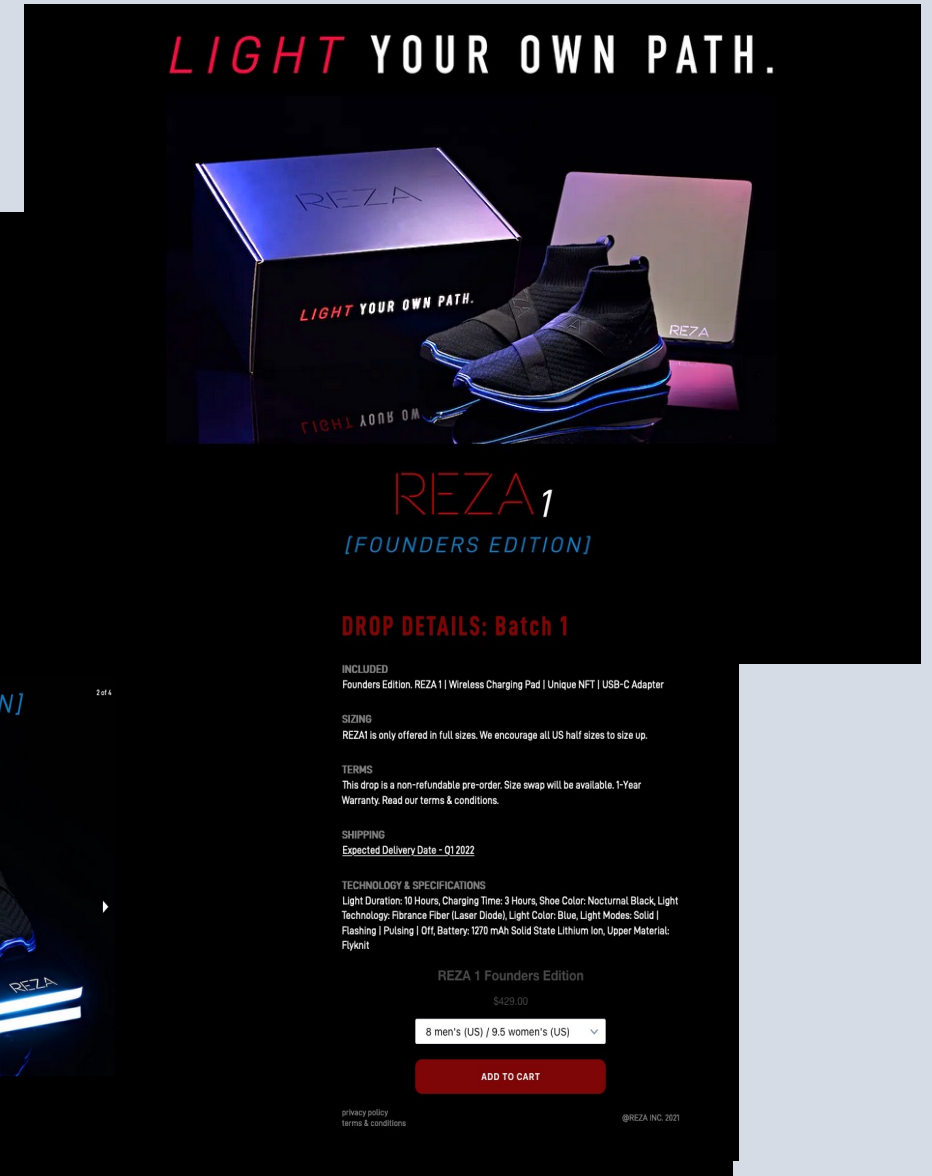 LIGHT YOUR OWN PATH.
REZA
LIGHT YOUR OWN PATH.
REZA
LIGHT YOUR OW
REZA 1
[FOUNDERS EDITION]
DROP DETAILS: Batch 1
INCLUDED
Founders Edition. REZA 1 | Wireless Charging Pad | Unique NFT | USB-C Adapter
SIZING
REZA1 is only offered in full sizes. We encourage all US half sizes to size up.
TERMS
This drop is a non-refundable pre-order. Size swap will be available. 1-Year
Warranty. Read our terms & conditions.
SHIPPING
Expected Delivery Date - Q1 2022
TECHNOLOGY & SPECIFICATIONS
Light Duration: 10 Hours, Charging Time: 3 Hours, Shoe Color: Nocturnal Black, Light
Technology: Fibrance Fiber (Laser Diode), Light Color: Blue, Light Modes: Solid |
Flashing | Pulsing | Off, Battery: 1270 mAh Solid State Lithium Ion, Upper Material:
Flyknit
N]
2 of 4
REZA
REZA 1 Founders Edition
$429.00
8 men's (US) / 9.5 women's (US)
ADD TO CART
privacy policy
terms & conditions
@REZA INC. 2021